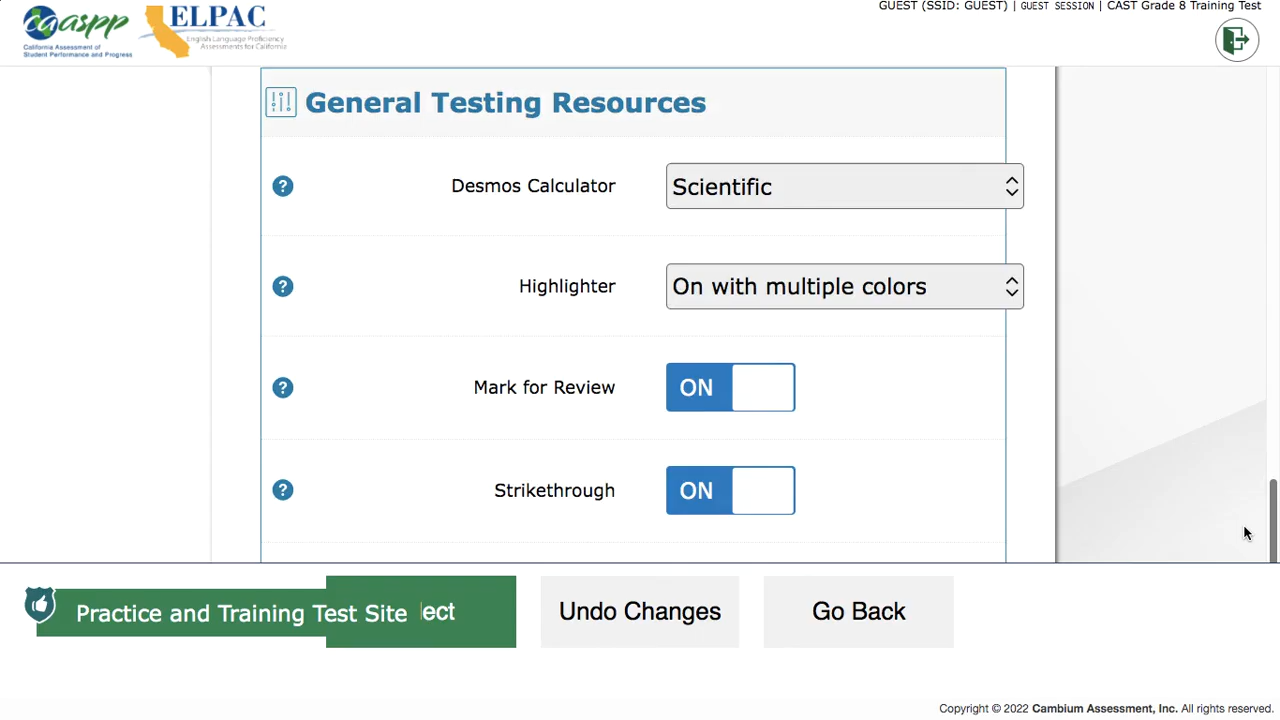 caaspp
California Assessment of
Student Performance and Progress
ELPAC
English Language Proficiency
Assessments for California
GUEST (SSID: GUEST) | GUEST SESSION | CAST Grade 8 Training Test
General Testing Resources
? Desmos Calculator Scientific
? Highlighter On with multiple colors
? Mark for Review ON
? Strikethrough ON
Practice and Training Test Site ect
Undo Changes
Go Back
Copyright © 2022 Cambium Assessment, Inc. All rights reserved.